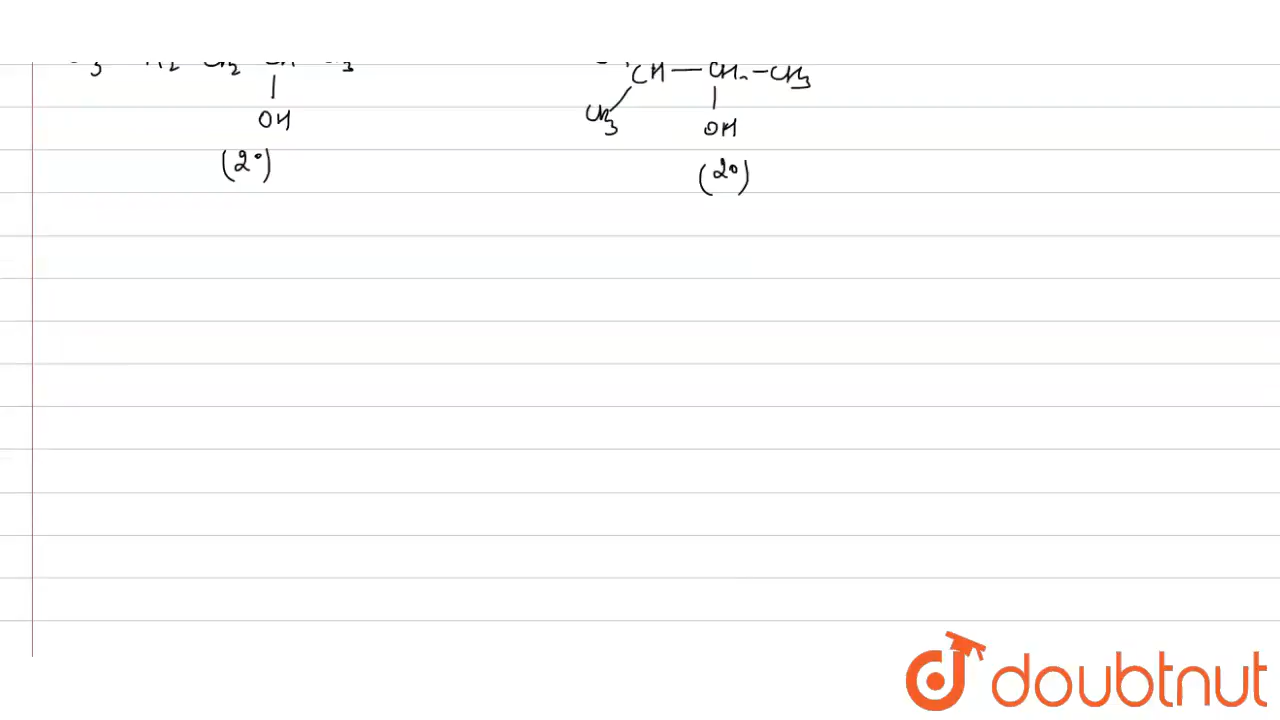 CH — CH — CH3
CH3
OH
OH
(2°)
(2°)
doubtnut